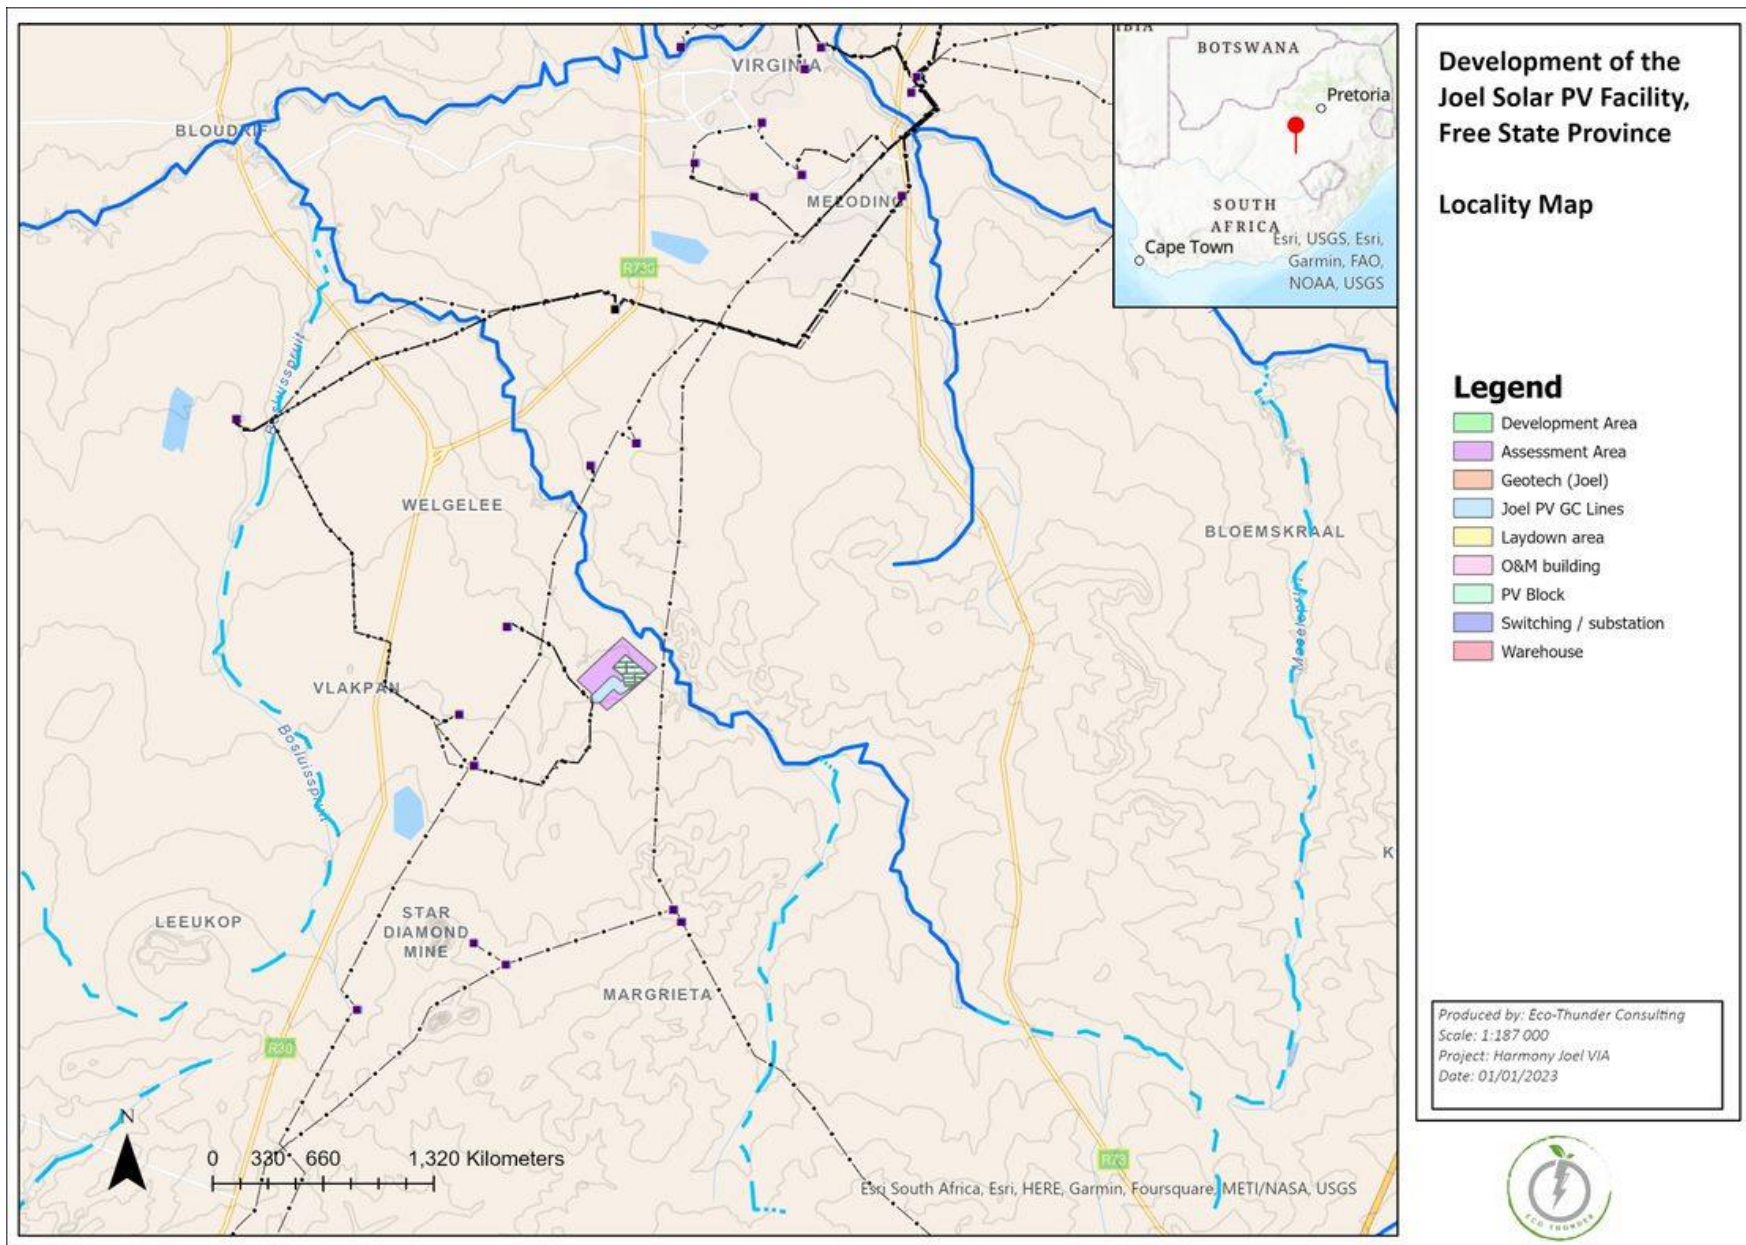 BIA
BOTSWANA
Pretoria
SOUTH
AFRICA
Cape Town
Esri, USGS, Esri,
Garmin, FAO,
NOAA, USGS
VIRGINIA
BLOUDRIF
MELODING
R730
Bosluisspruit
WELGELEE
BLOEMSKRAAL
VLAKPAN
Bosluisspruit
K
LEEUKOP
STAR
DIAMOND
MINE
MARGRIETA
R30
R73
N
0 330 660 1,320 Kilometers
Esri South Africa, Esri, HERE, Garmin, Foursquare, METI/NASA, USGS
Development of the
Joel Solar PV Facility,
Free State Province
Locality Map
Legend
Development Area
Assessment Area
Geotech (Joel)
Joel PV GC Lines
Laydown area
O&M building
PV Block
Switching / substation
Warehouse
Produced by: Eco-Thunder Consulting
Scale: 1:187 000
Project: Harmony Joel VIA
Date: 01/01/2023
ECO THUNDER